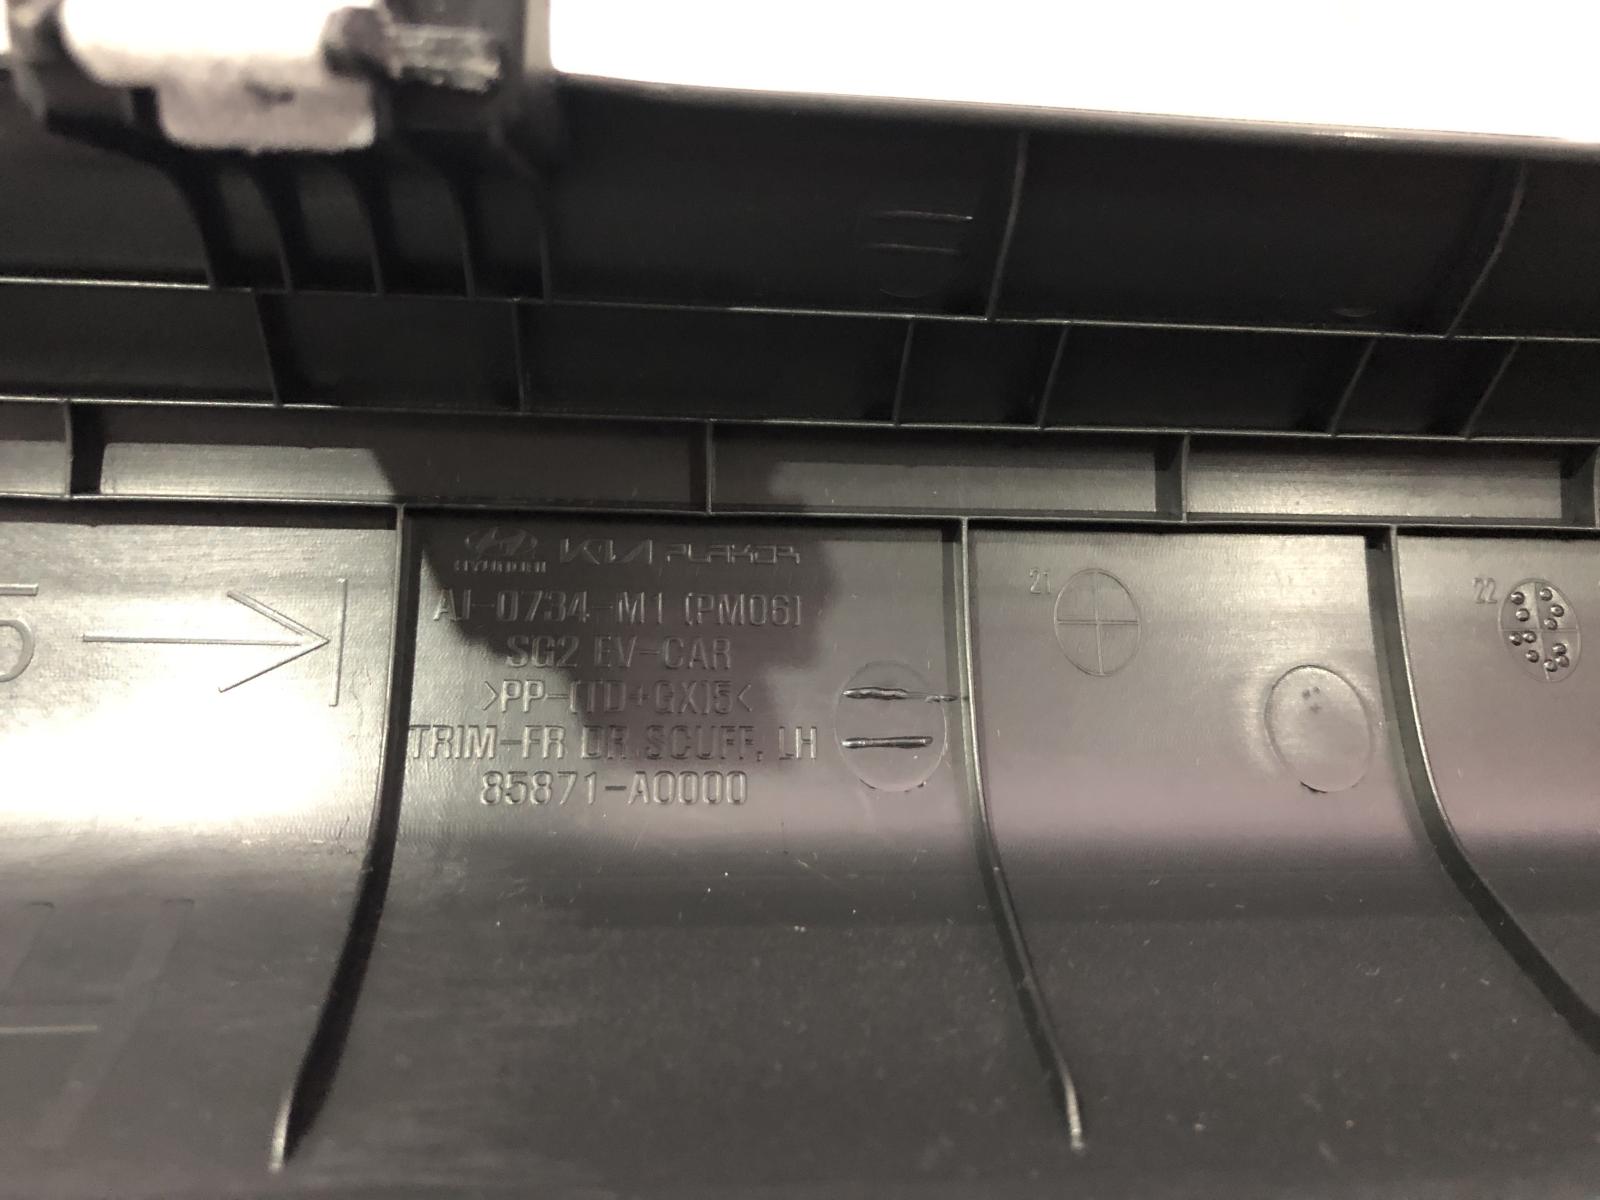 HYUNDAI KIA PLAKOR
AI-0734-M1 (PM06)
SG2 EV-CAR
>PP-(TD+GX)5<
TRIM-FR DR SCUFF, LH
85871-A0000
21
22